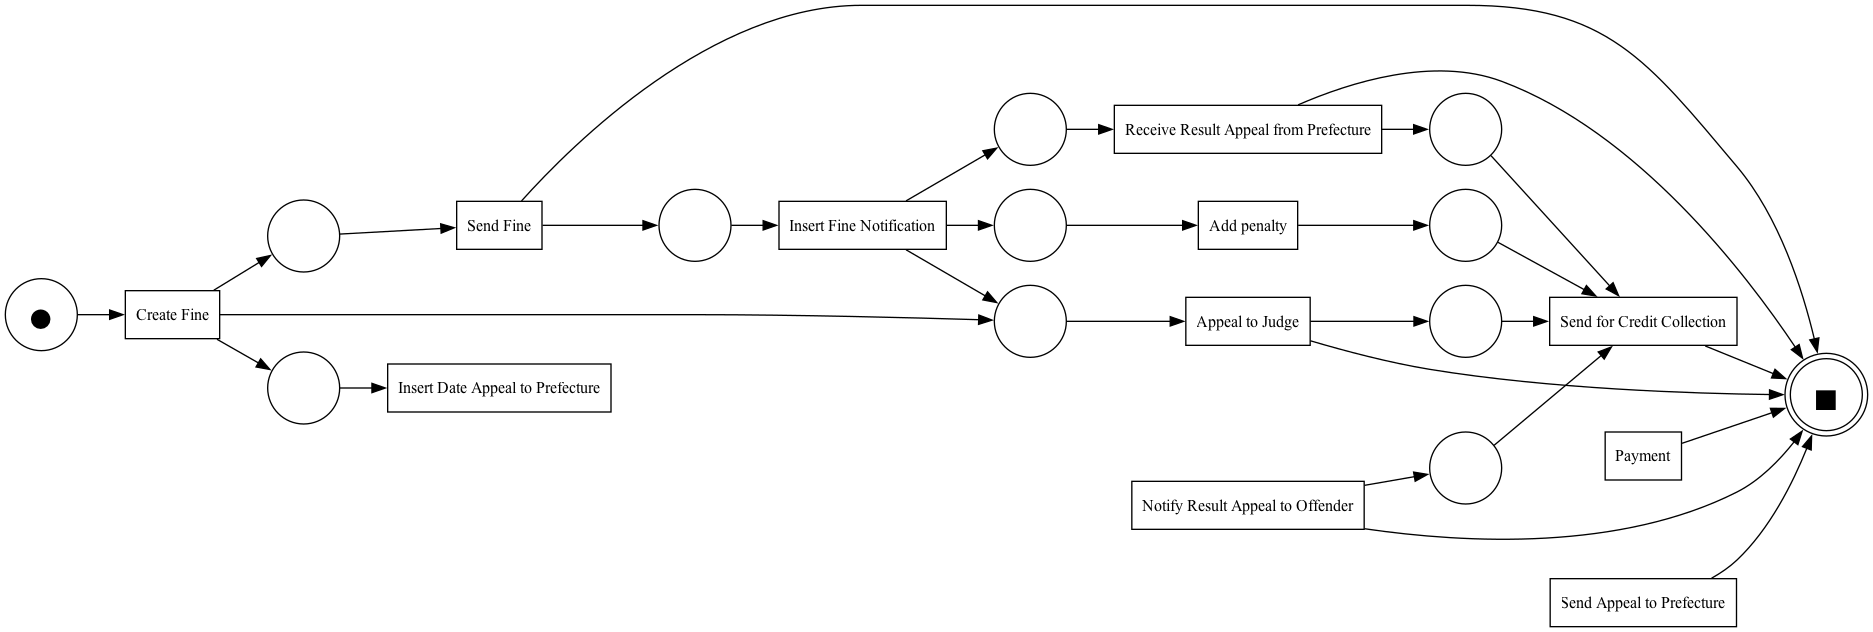 Receive Result Appeal from Prefecture
Send Fine
Insert Fine Notification
Add penalty
Create Fine
Appeal to Judge
Send for Credit Collection
Insert Date Appeal to Prefecture
Payment
Notify Result Appeal to Offender
Send Appeal to Prefecture